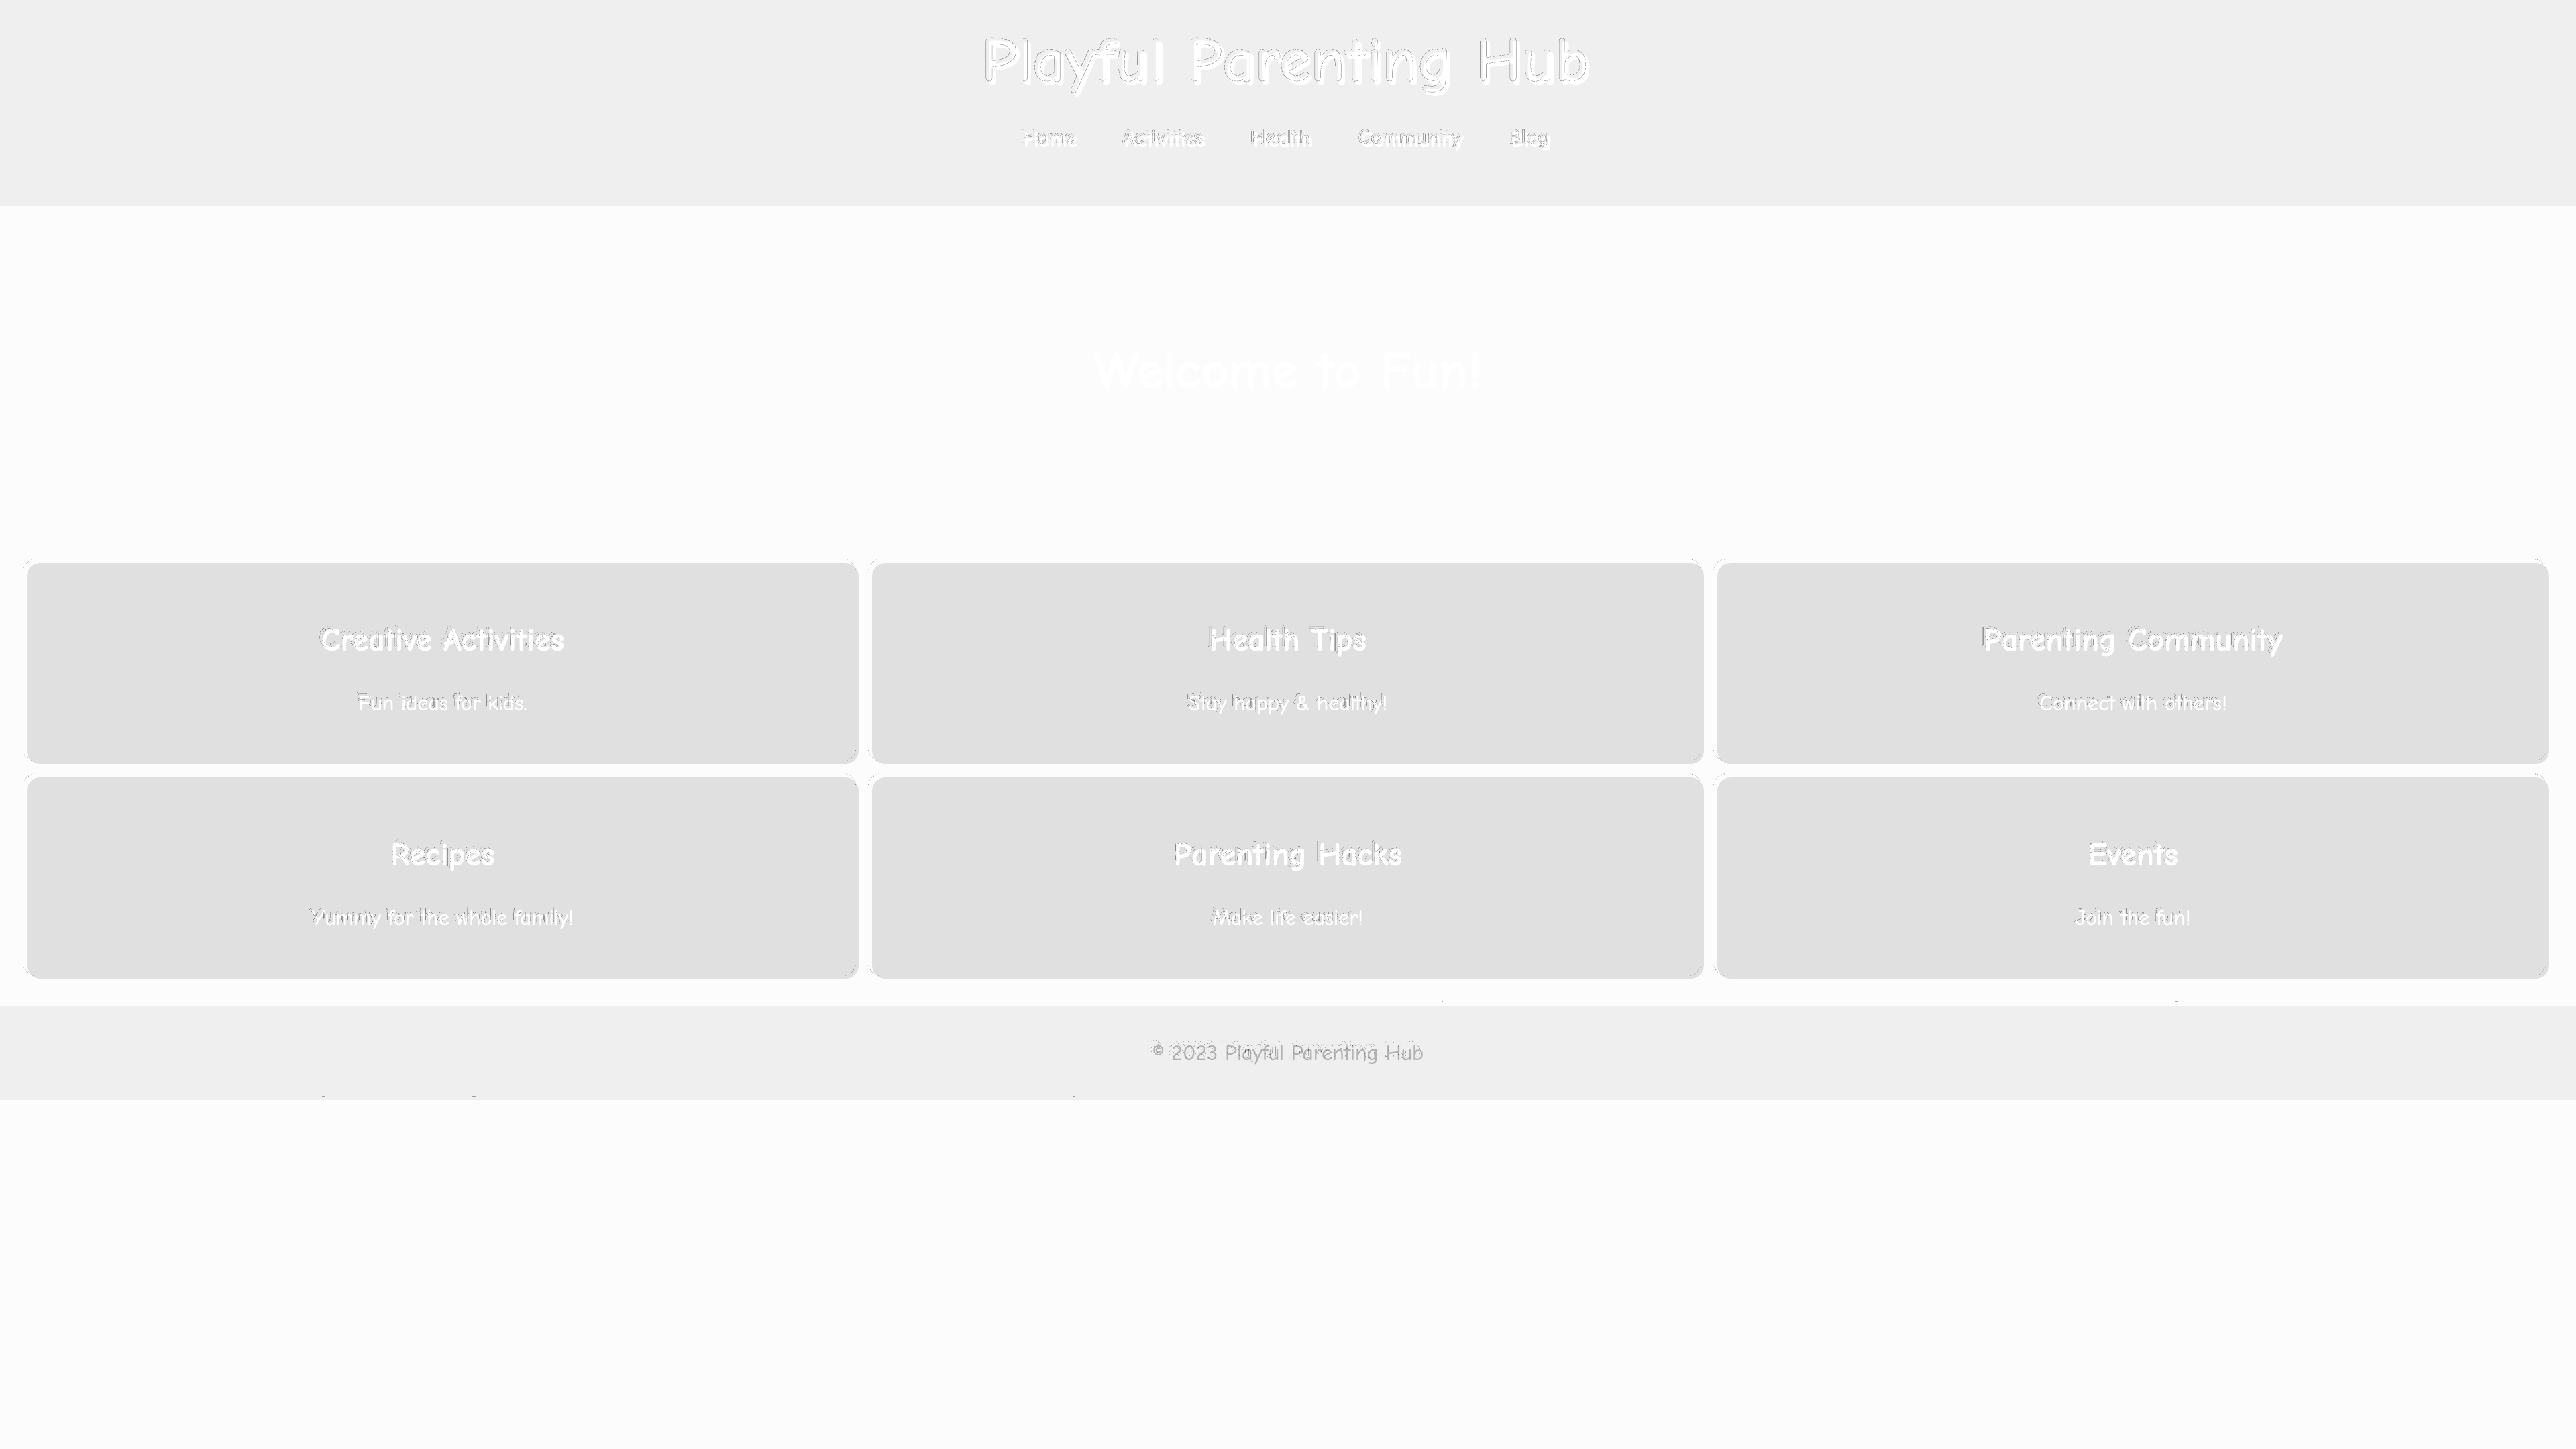 Playful Parenting Hub
Home Activities Health Community Blog
Welcome to Fun!
Creative Activities Health Tips Parenting Community
Fun ideas for kids. Stay happy & healthy! Connect with others!
Recipes Parenting Hacks Events
Yummy for the whole family! Make life easier! Join the fun!
© 2023 Playful Parenting Hub